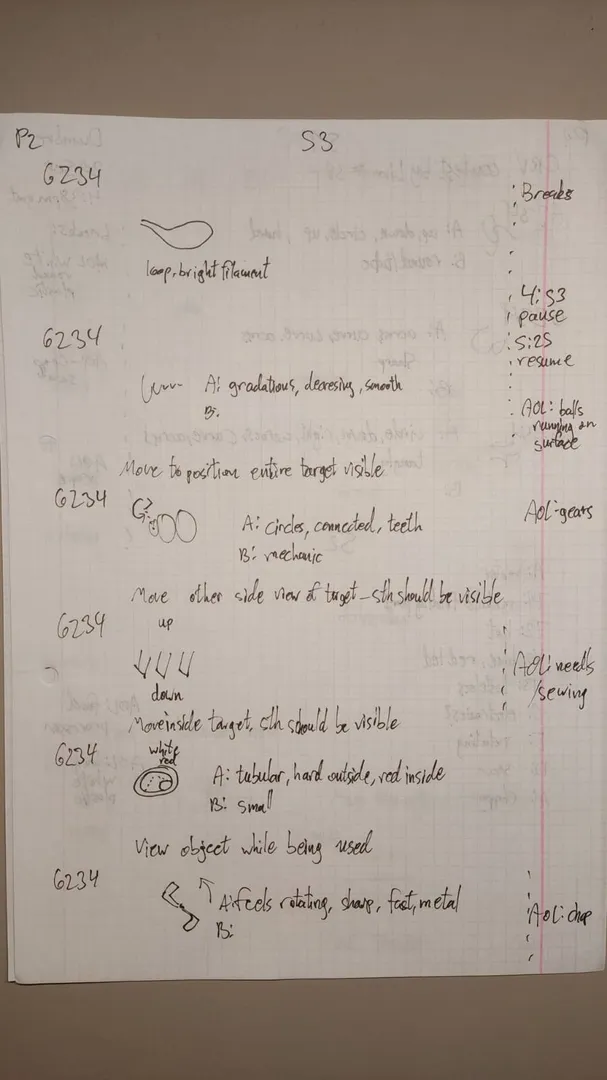 P2
S3
6234
: Breaks
loop, bright filament
4:53
pause
6234
5:25
resume
A: gradations, decresing, smooth
B:
AOL: balls
running on
surface
Move to position entire target visible
6234
G?
AOL: gears
A: circles, connected, teeth
B: mechanic
Move other side view of target - sth should be visible
6234
up
AOL: needls
/sewing
down
Move inside target, sth should be visible
6234
white
red
A: tubular, hard outside, red inside
B: small
View object while being used
6234
A: feels rotating, sharp, fast, metal
B:
AOL: chop